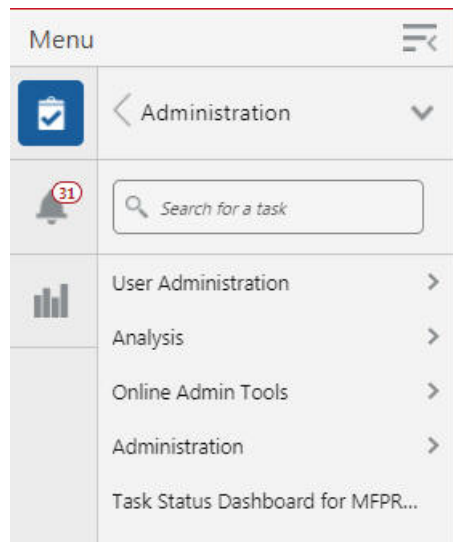 Menu
Administration
31
Search for a task
User Administration
Analysis
Online Admin Tools
Administration
Task Status Dashboard for MFPR...